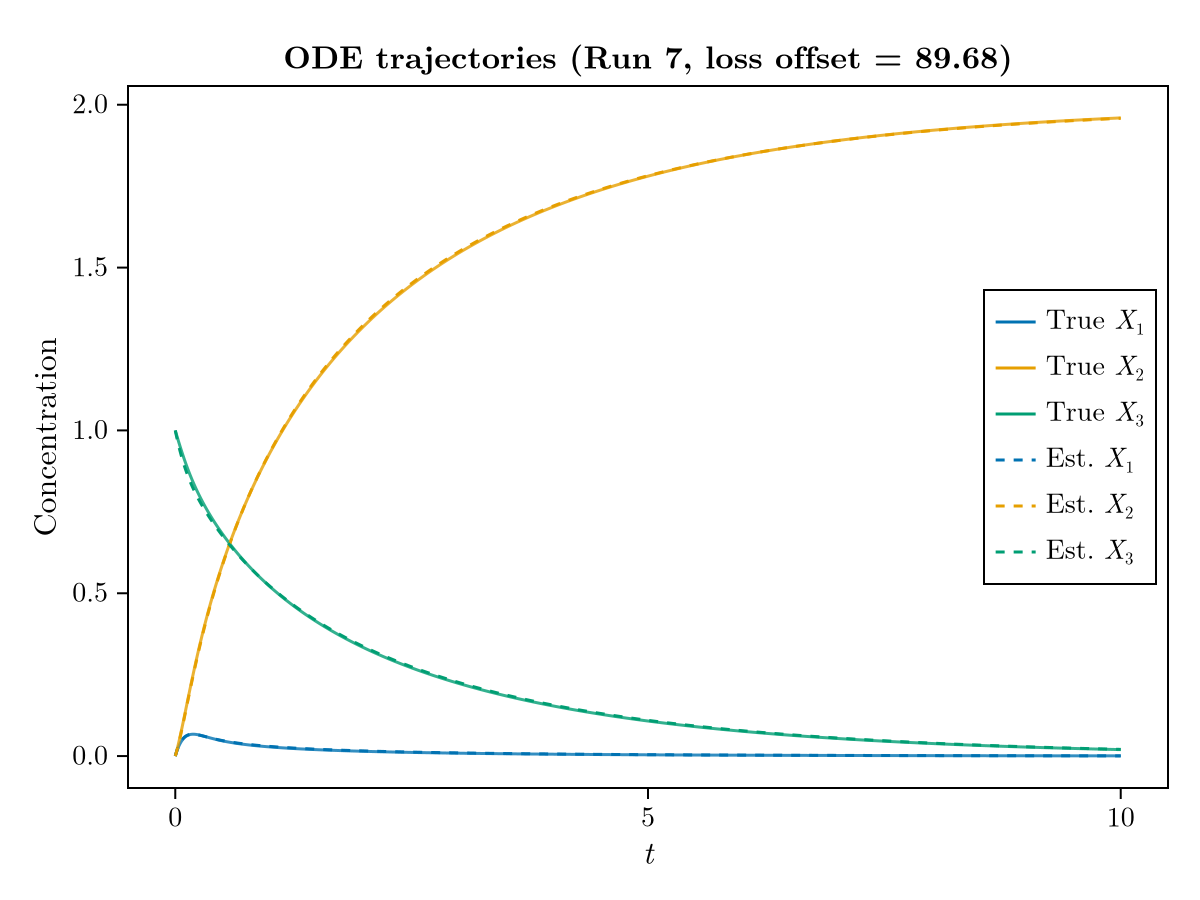 ODE trajectories (Run 7, loss offset = 89.68)
2.0
1.5
1.0
0.5
0.0
Concentration
True X₁
True X₂
True X₃
Est. X₁
Est. X₂
Est. X₃
0 5 10
t